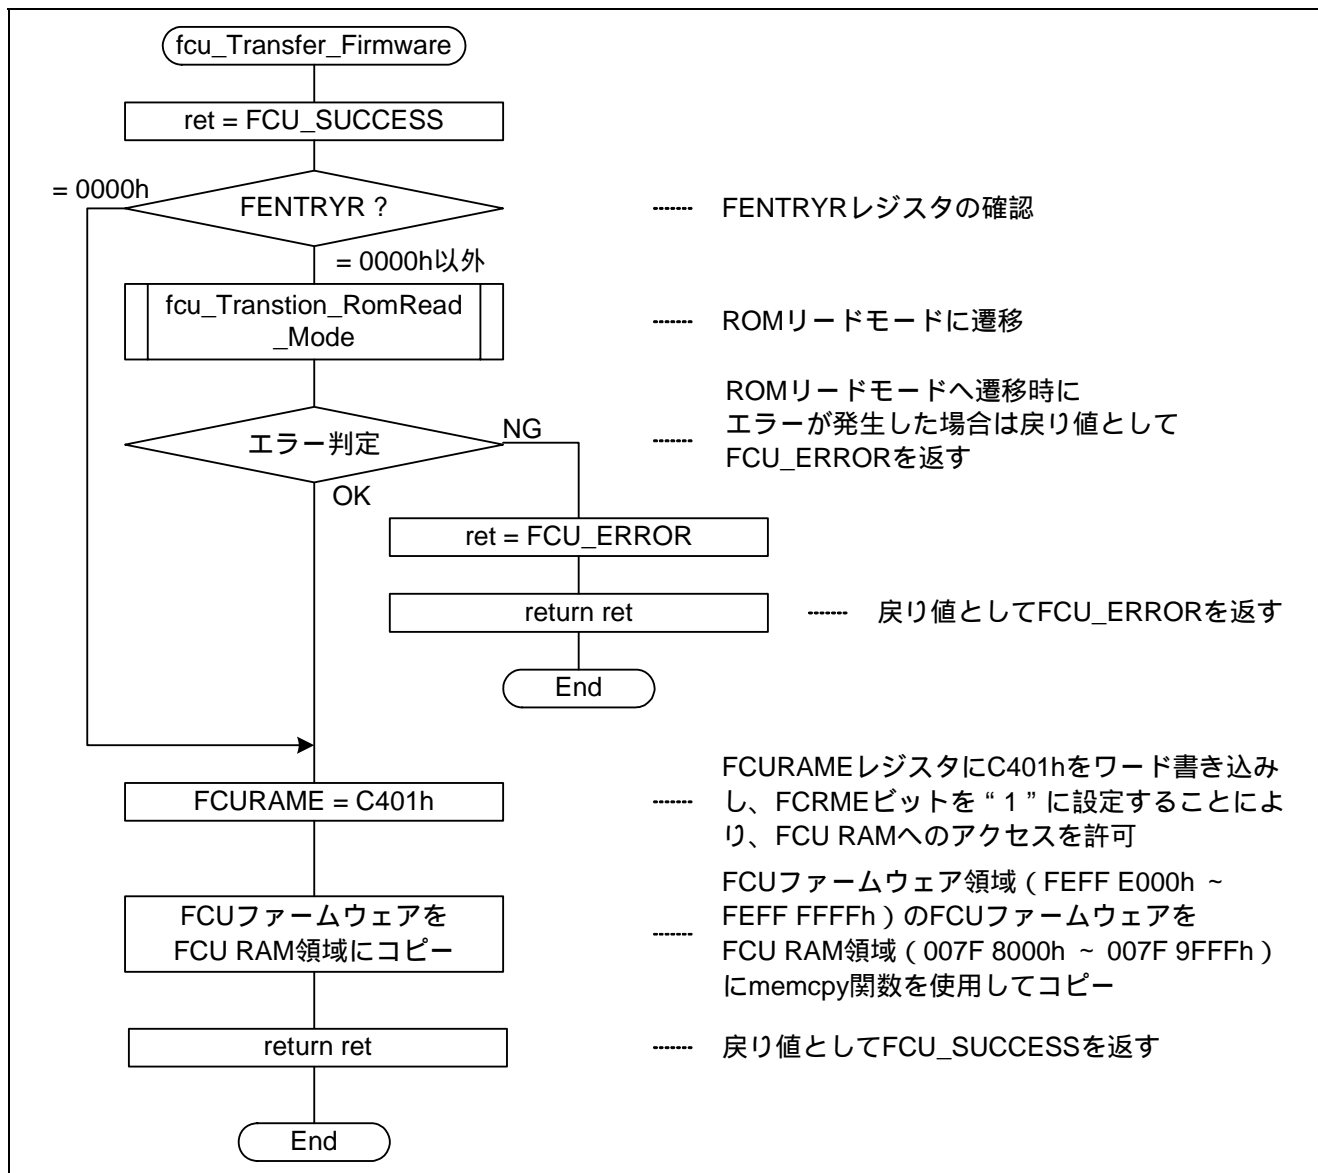 fcu_Transfer_Firmware
ret = FCU_SUCCESS
= 0000h
FENTRYR ?
FENTRYRレジスタの確認
= 0000h以外
fcu_Transtion_RomRead
_Mode
ROMリードモードに遷移
エラー判定
NG
OK
ROMリードモードへ遷移時に
エラーが発生した場合は戻り値として
FCU_ERRORを返す
ret = FCU_ERROR
return ret
戻り値としてFCU_ERRORを返す
End
FCURAME = C401h
FCURAMEレジスタにC401hをワード書き込み
し、FCRMEビットを“1”に設定することによ
り、FCU RAMへのアクセスを許可
FCUファームウェアを
FCU RAM領域にコピー
FCUファームウェア領域(FEFF E000h ~
FEFF FFFFh)のFCUファームウェアを
FCU RAM領域(007F 8000h ~ 007F 9FFFh)
にmemcpy関数を使用してコピー
return ret
戻り値としてFCU_SUCCESSを返す
End